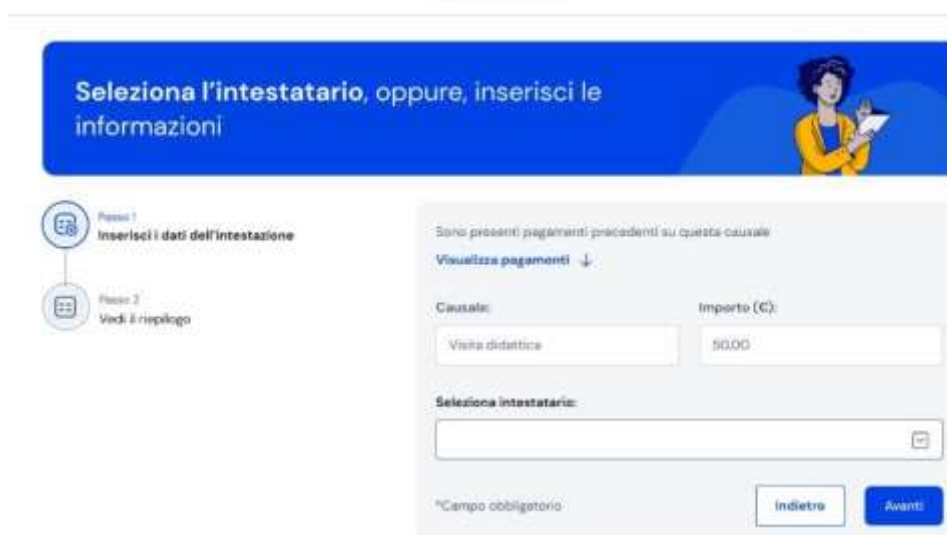 Seleziona l'intestatario, oppure, inserisci le
informazioni
Passo 1
Inserisci i dati dell'intestazione
Passo 2
Vedi il riepilogo
Sono presenti pagamenti precedenti su questa causale
Visualizza pagamenti
Causale:
Importo (€):
Visita didattica
50,00
Seleziona intestatario:
*Campo obbligatorio
Indietro
Avanti